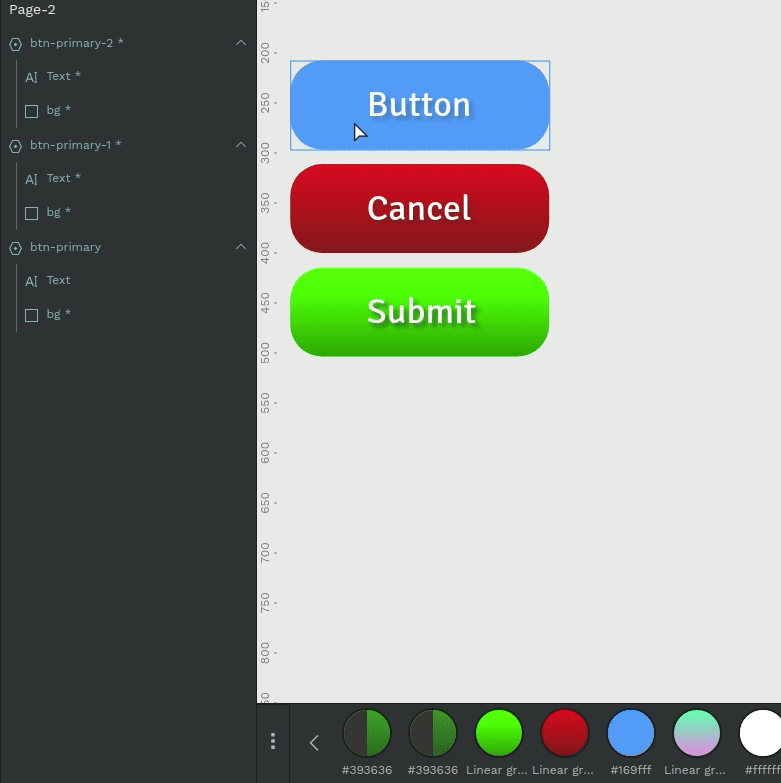 Page-2
btn-primary-2 *
Text *
bg *
btn-primary-1 *
Text *
bg *
btn-primary
Text
bg *
15
200
250
300
350
400
450
500
550
600
650
700
750
800
50
Button
Cancel
Submit
#393636
#393636
Linear gr...
Linear gr...
#169fff
Linear gr...
#ffffff